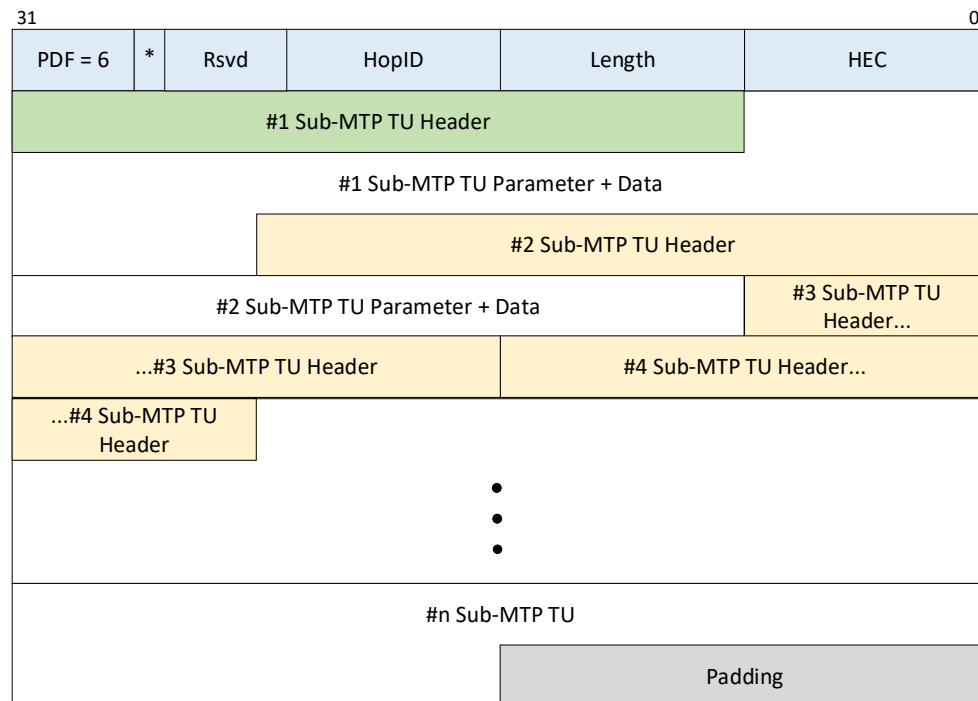 31 0
PDF = 6 * Rsvd HopID Length HEC
#1 Sub-MTP TU Header
#1 Sub-MTP TU Parameter + Data
#2 Sub-MTP TU Header
#2 Sub-MTP TU Parameter + Data
#3 Sub-MTP TU
Header...
...#3 Sub-MTP TU Header
#4 Sub-MTP TU Header...
...#4 Sub-MTP TU
Header
#n Sub-MTP TU
Padding